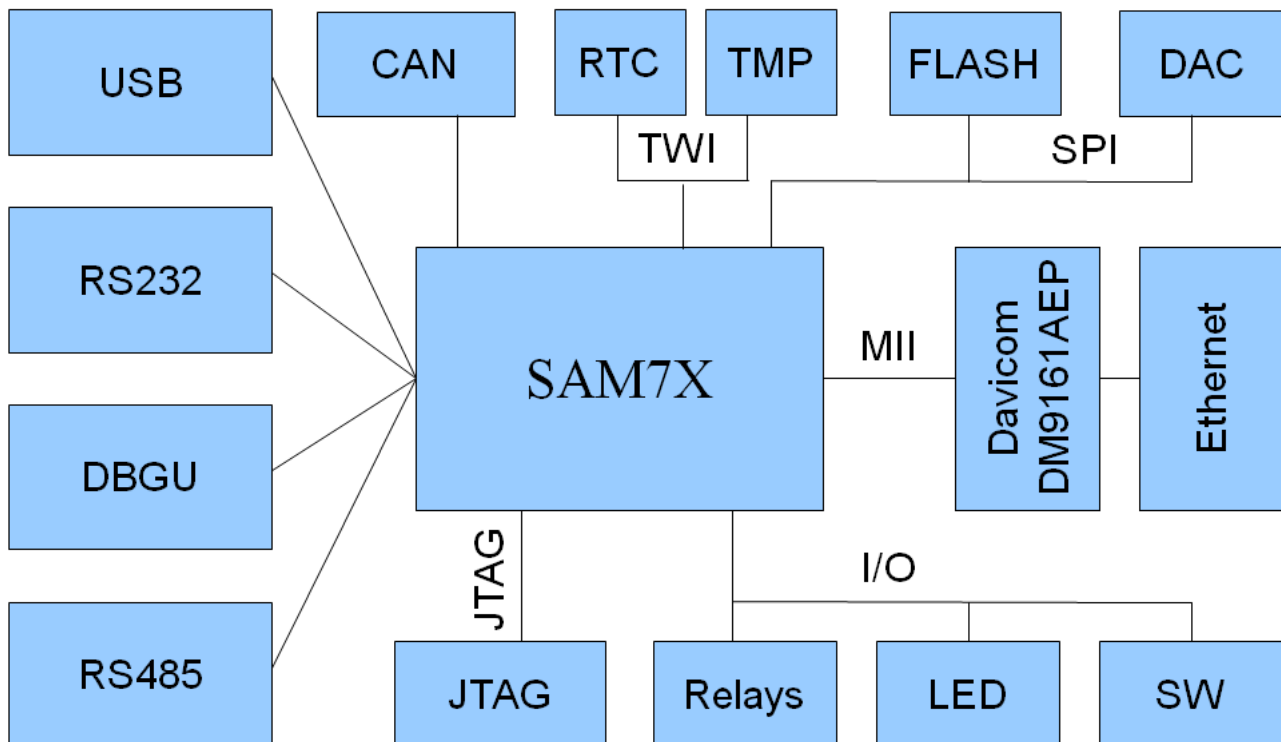 USB
CAN
RTC
TMP
FLASH
DAC
TWI
SPI
RS232
SAM7X
MII
Davicom
DM9161AEP
Ethernet
DBGU
JTAG
I/O
RS485
JTAG
Relays
LED
SW